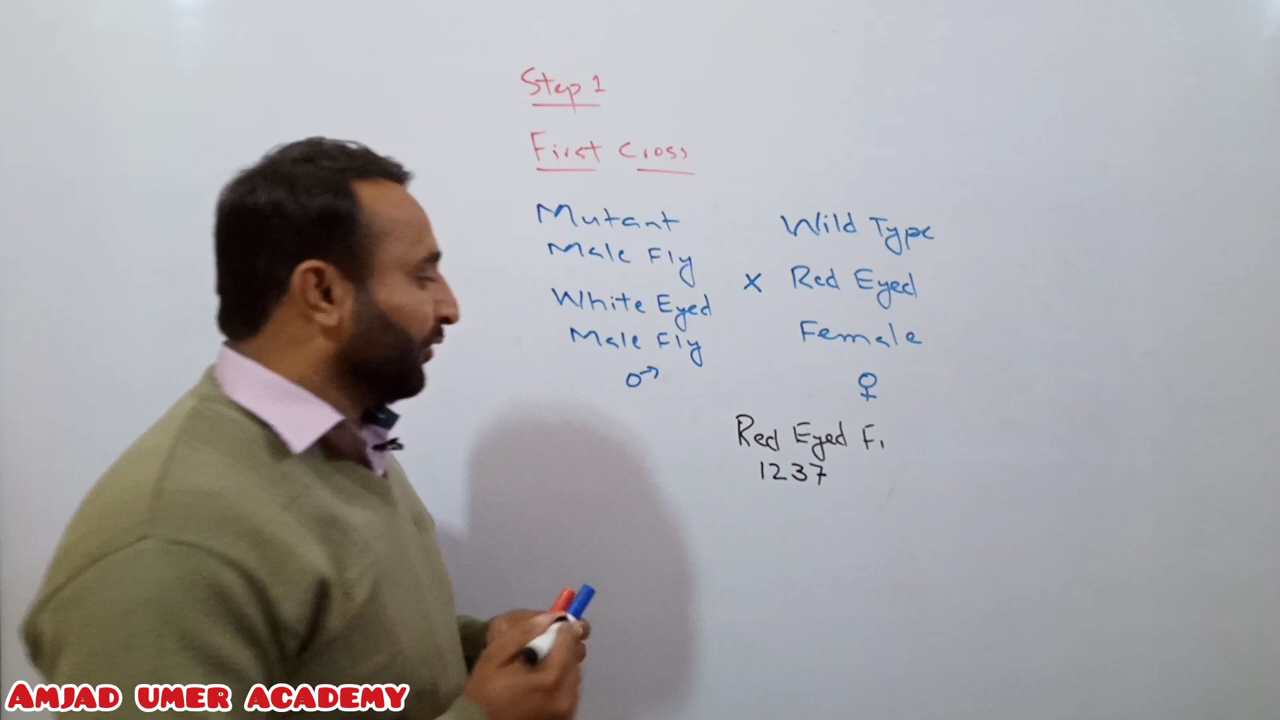 Step 1
First Cross
Mutant
Male Fly
White Eyed
Male Fly
♂
×
Wild Type
Red Eyed
Female
♀
Red Eyed F₁
1237
AMJAD UMER ACADEMY